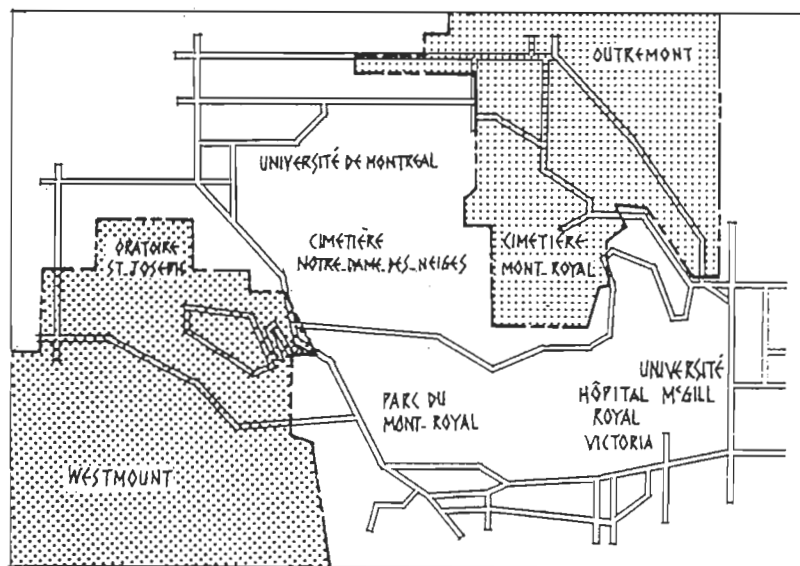 OUTREMONT
UNIVERSITÉ DE MONTREAL
ORATOIRE
ST. JOSEPH
CIMETIÈRE
NOTRE-DAME-DES-NEIGES
CIMETIÈRE
MONT-ROYAL
UNIVERSITÉ
HÔPITAL MCGILL
ROYAL
VICTORIA
PARC DU
MONT-ROYAL
WESTMOUNT